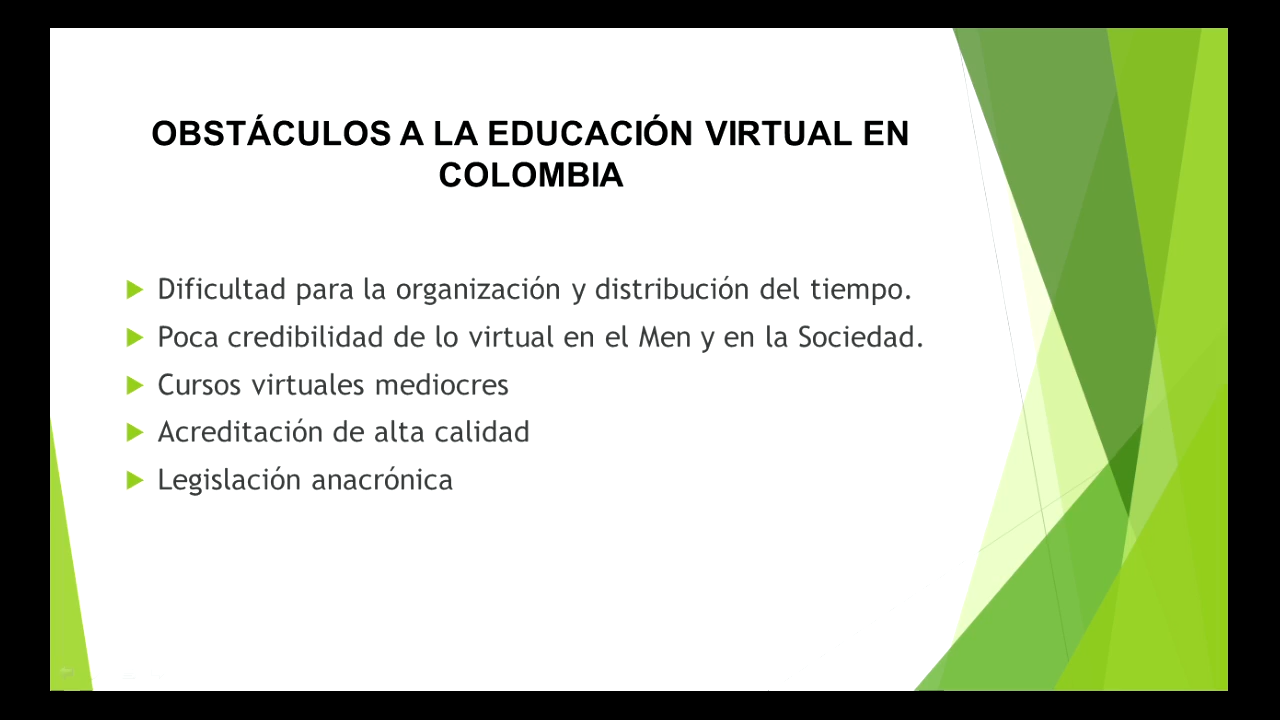 OBSTÁCULOS A LA EDUCACIÓN VIRTUAL EN
COLOMBIA
Dificultad para la organización y distribución del tiempo.
Poca credibilidad de lo virtual en el Men y en la Sociedad.
Cursos virtuales mediocres
Acreditación de alta calidad
Legislación anacrónica